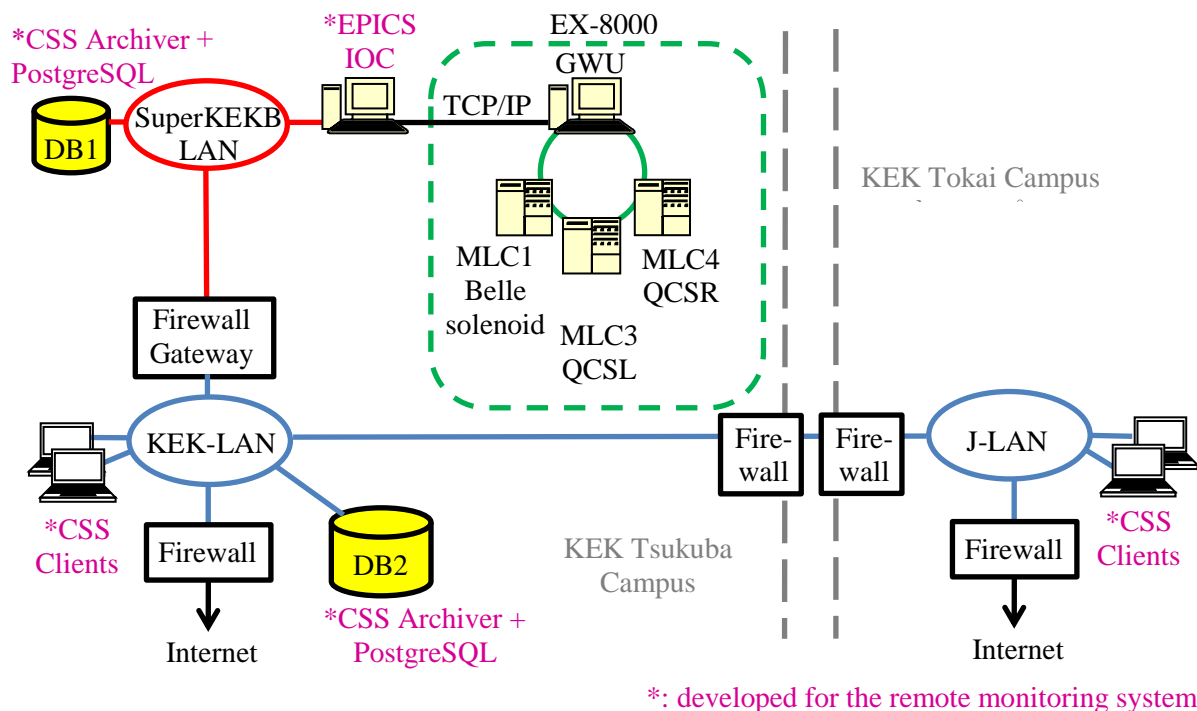 *CSS Archiver +
PostgreSQL
DB1
SuperKEKB
LAN
*EPICS
IOC
TCP/IP
EX-8000
GWU
MLC1
Belle
solenoid
MLC3
QCSL
MLC4
QCSR
KEK Tokai Campus
Firewall
Gateway
KEK-LAN
*CSS
Clients
Firewall
Internet
DB2
*CSS Archiver +
PostgreSQL
KEK Tsukuba
Campus
Fire-
wall
Fire-
wall
J-LAN
*CSS
Clients
Firewall
Internet
*: developed for the remote monitoring system